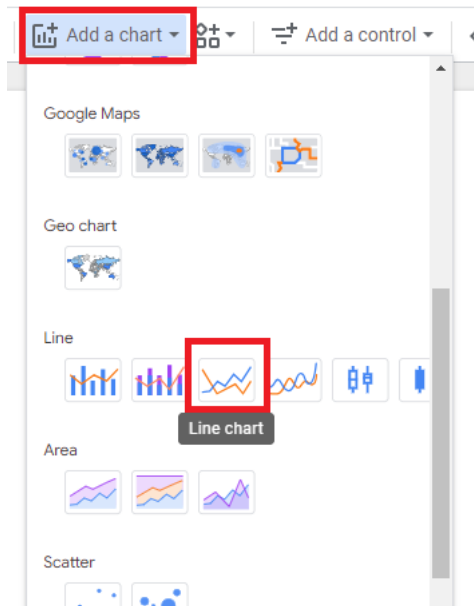 Add a chart
Add a control
Google Maps
Geo chart
Line
Line chart
Area
Scatter